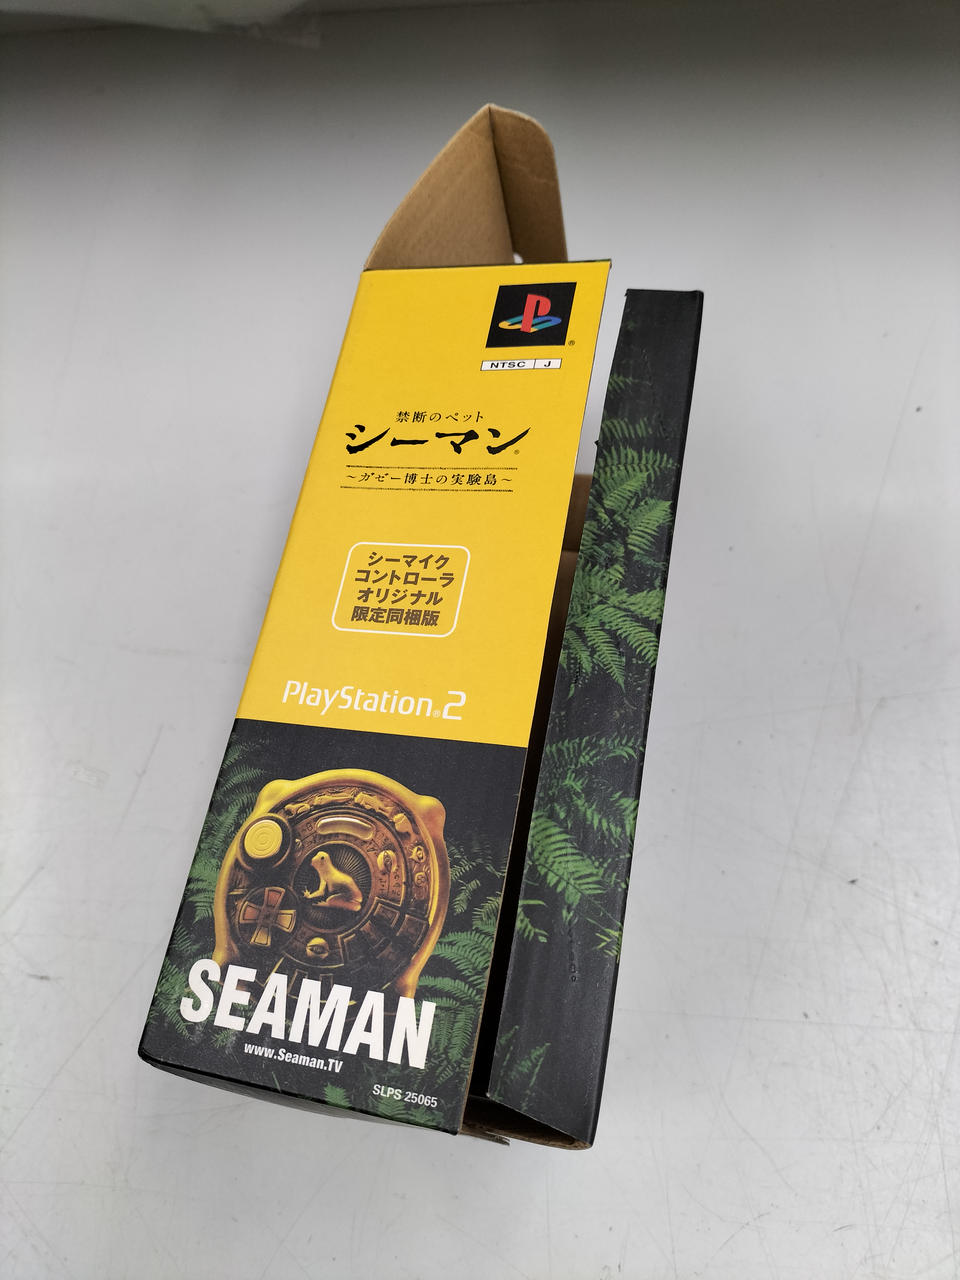 NTSC J
禁断のペット
シーマン®
～ガゼー博士の実験島～
シーマイク
コントローラ
オリジナル
限定同梱版
PlayStation®2
SEAMAN
www.Seaman.TV
SLPS 25065